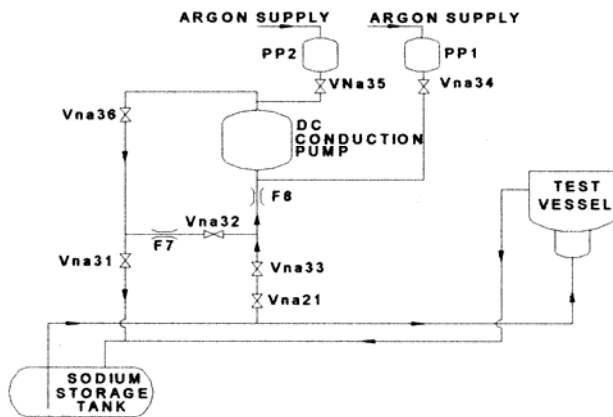 ARGON SUPPLY
ARGON SUPPLY
PP2
PP1
VNa35
Vna34
Vna36
DC
CONDUCTION
PUMP
F6
TEST
VESSEL
Vna32
F7
Vna31
Vna33
Vna21
SODIUM
STORAGE
TANK